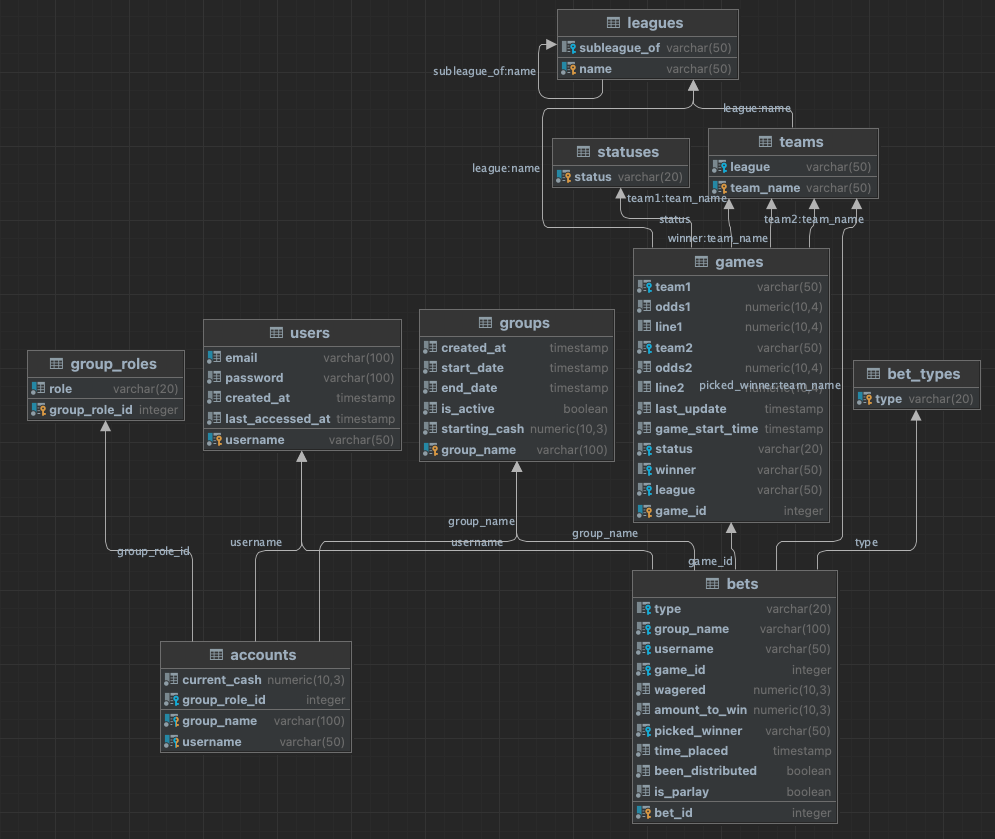 leagues
subleague_of varchar(50)
name varchar(50)
subleague_of:name
league:name
league:name
statuses
status varchar(20)
teams
league varchar(50)
team_name varchar(50)
team1:team_name
status
team2:team_name
winner:team_name
games
team1 varchar(50)
odds1 numeric(10,4)
line1 numeric(10,4)
team2 varchar(50)
odds2 numeric(10,4)
line2
picked_winner:team_name
last_update timestamp
game_start_time timestamp
status varchar(20)
winner varchar(50)
league varchar(50)
game_id integer
groups
created_at timestamp
start_date timestamp
end_date timestamp
is_active boolean
starting_cash numeric(10,3)
group_name varchar(100)
users
email varchar(100)
password varchar(100)
created_at timestamp
last_accessed_at timestamp
username varchar(50)
group_roles
role varchar(20)
group_role_id integer
bet_types
type varchar(20)
group_role_id
username
group_name
username
group_name
game_id
type
accounts
current_cash numeric(10,3)
group_role_id integer
group_name varchar(100)
username varchar(50)
bets
type varchar(20)
group_name varchar(100)
username varchar(50)
game_id integer
wagered numeric(10,3)
amount_to_win numeric(10,3)
picked_winner varchar(50)
time_placed timestamp
been_distributed boolean
is_parlay boolean
bet_id integer